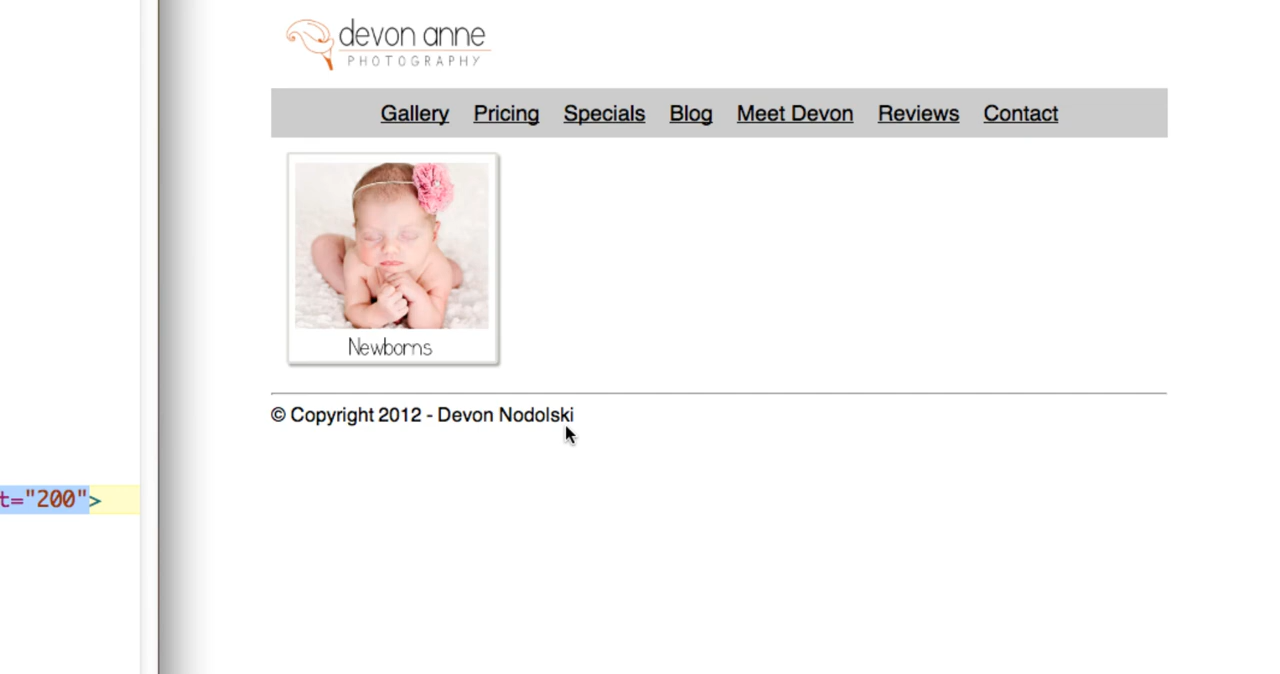 devon anne
PHOTOGRAPHY
Gallery Pricing Specials Blog Meet Devon Reviews Contact
Newborns
© Copyright 2012 - Devon Nodolski
t="200">